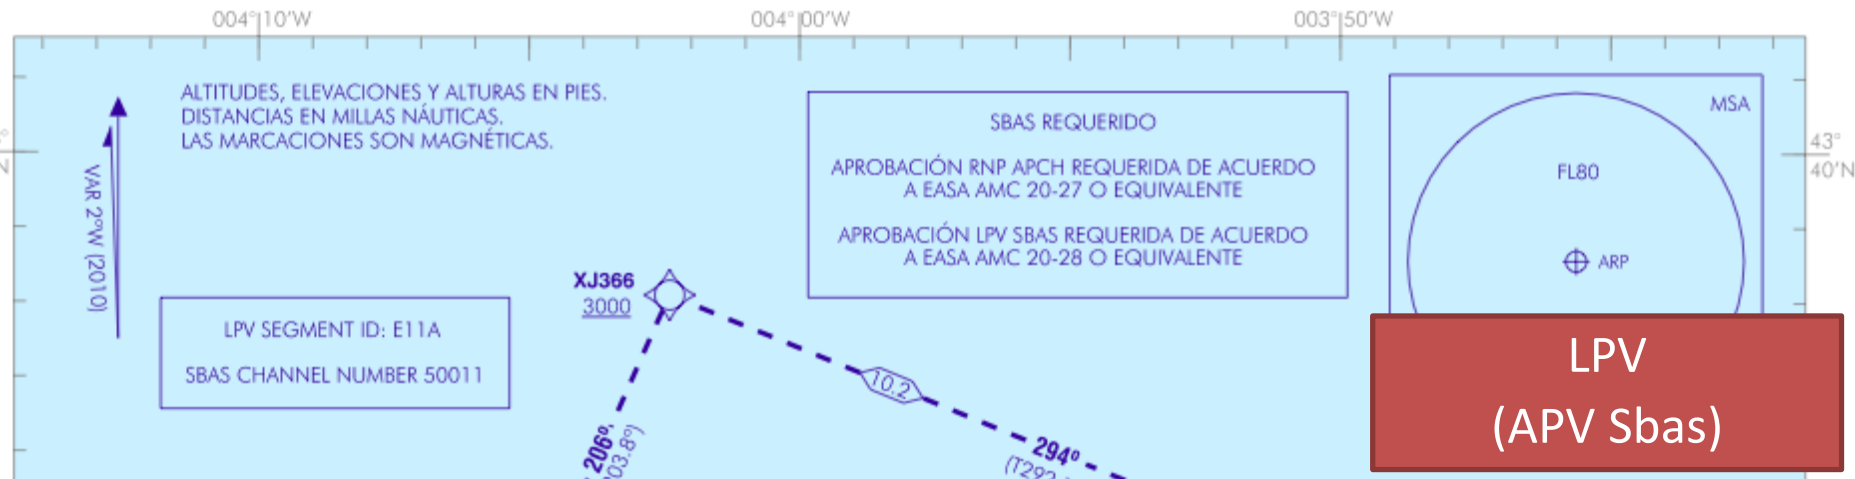 004°10'W
004°00'W
003°50'W
ALTITUDES, ELEVACIONES Y ALTURAS EN PIES.
DISTANCIAS EN MILLAS NÁUTICAS.
LAS MARCACIONES SON MAGNÉTICAS.
VAR 2°W (2010)
SBAS REQUERIDO
APROBACIÓN RNP APCH REQUERIDA DE ACUERDO
A EASA AMC 20-27 O EQUIVALENTE
APROBACIÓN LPV SBAS REQUERIDA DE ACUERDO
A EASA AMC 20-28 O EQUIVALENTE
MSA
FL80
ARP
43°
40'N
XJ366
3000
LPV SEGMENT ID: E11A
SBAS CHANNEL NUMBER 50011
10.2
206°
03.8°)
294°
(T292
LPV
(APV Sbas)